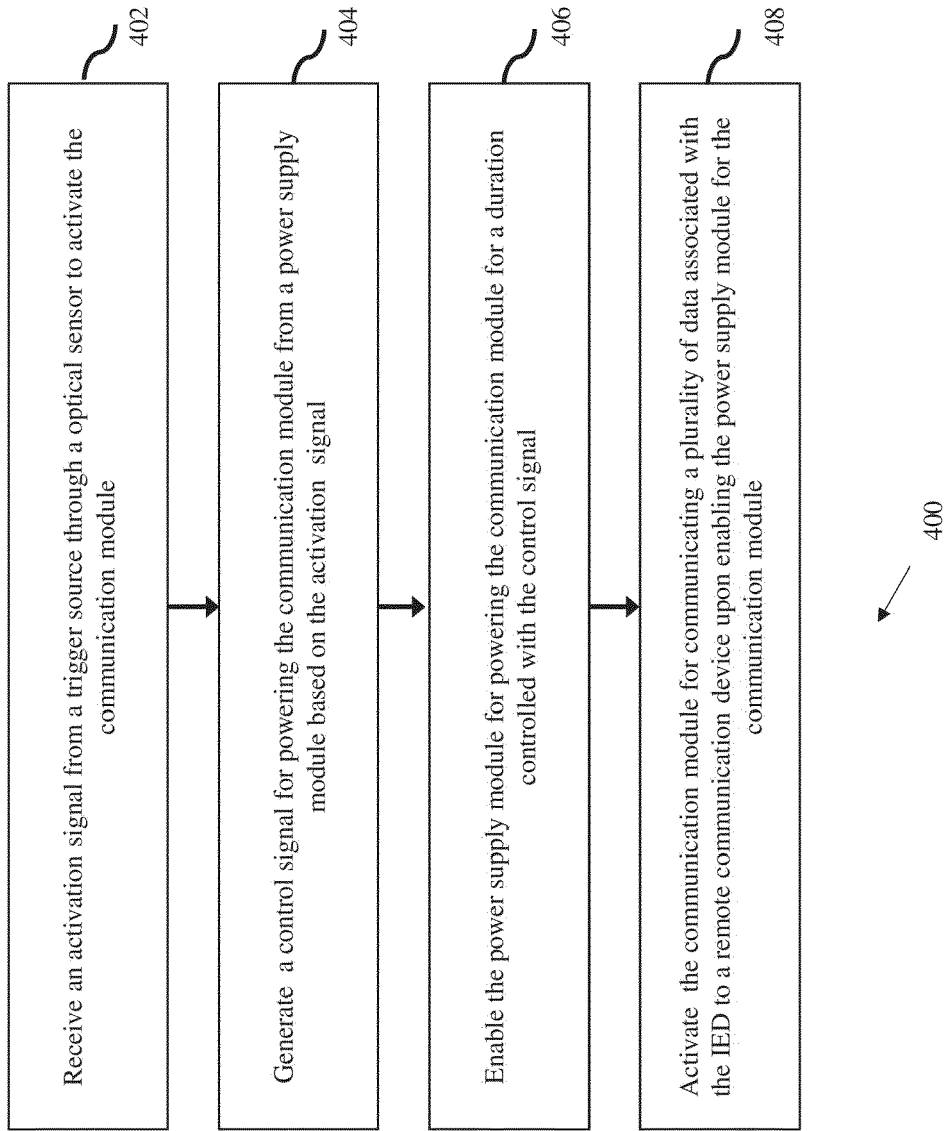 Receive an activation signal from a trigger source through a optical sensor to activate the
communication module
402
Generate a control signal for powering the communication module from a power supply
module based on the activation signal
404
Enable the power supply module for powering the communication module for a duration
controlled with the control signal
406
Activate the communication module for communicating a plurality of data associated with
the IED to a remote communication device upon enabling the power supply module for the
communication module
408
400